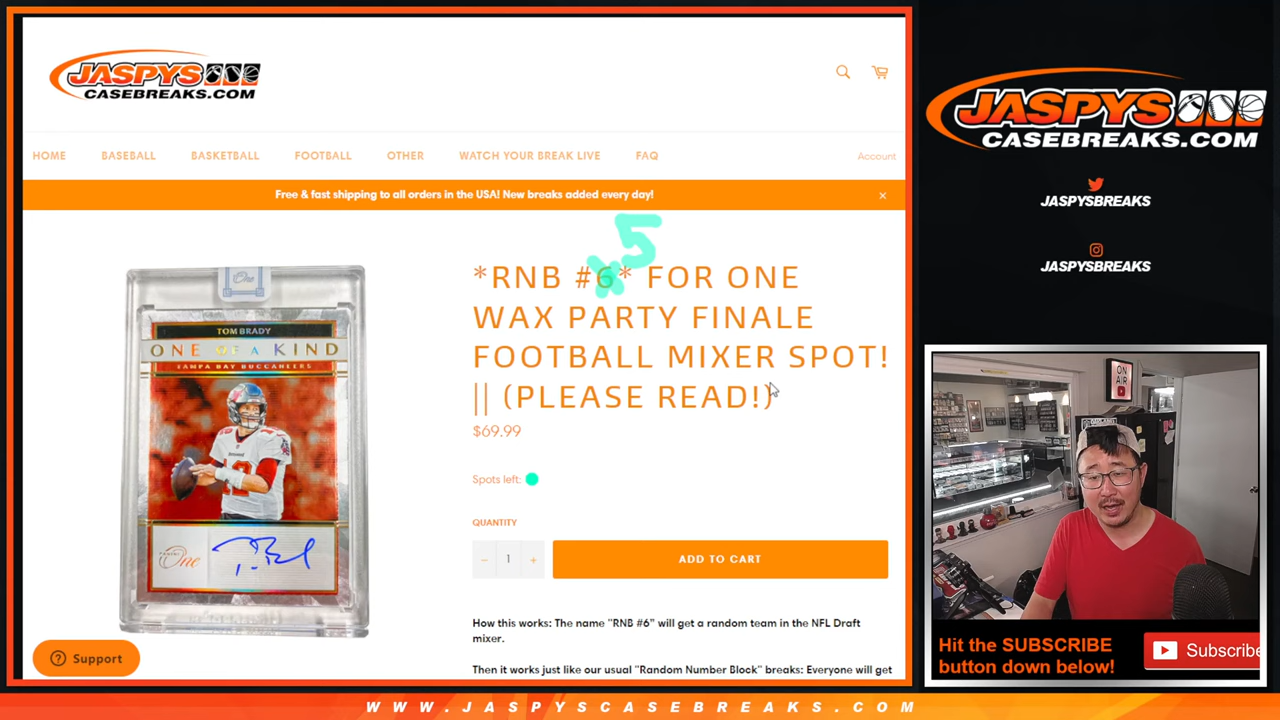 JASPYS
CASEBREAKS.COM
HOME BASEBALL BASKETBALL FOOTBALL OTHER WATCH YOUR BREAK LIVE FAQ Account
Free & fast shipping to all orders in the USA! New breaks added every day! ×
5
*RNB #6* FOR ONE
WAX PARTY FINALE
FOOTBALL MIXER SPOT!
|| (PLEASE READ!)
$69.99
Spots left:
QUANTITY
− 1 + ADD TO CART
How this works: The name "RNB #6" will get a random team in the NFL Draft
mixer.
Then it works just like our usual "Random Number Block" breaks: Everyone will get
One
TOM BRADY
ONE OF A KIND
TAMPA BAY BUCCANEERS
One
Support
JASPYS
CASEBREAKS.COM
JASPYSBREAKS
JASPYSBREAKS
ON
AIR
Hit the SUBSCRIBE
button down below!
Subscribe
WWW.JASPYSCASEBREAKS.COM